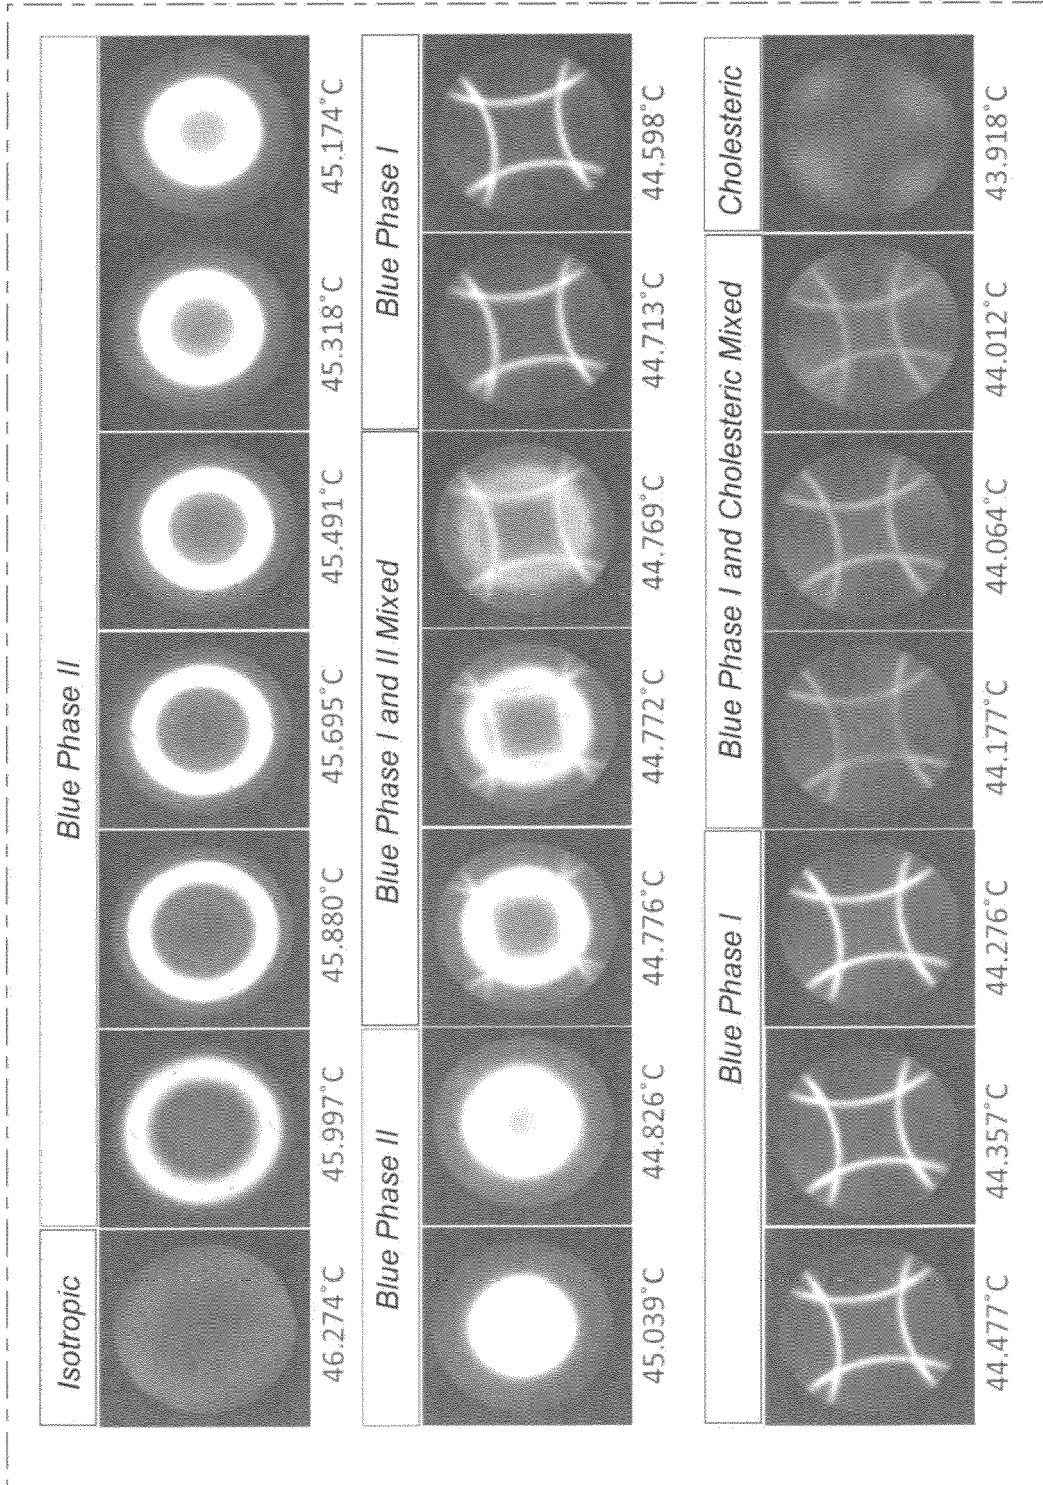 Isotropic
Blue Phase II
46.274°C
45.997°C
45.880°C
45.695°C
45.491°C
45.318°C
45.174°C
Blue Phase II
Blue Phase I and II Mixed
Blue Phase I
45.039°C
44.826°C
44.776°C
44.772°C
44.769°C
44.713°C
44.598°C
Blue Phase I
Blue Phase I and Cholesteric Mixed
Cholesteric
44.477°C
44.357°C
44.276°C
44.177°C
44.064°C
44.012°C
43.918°C